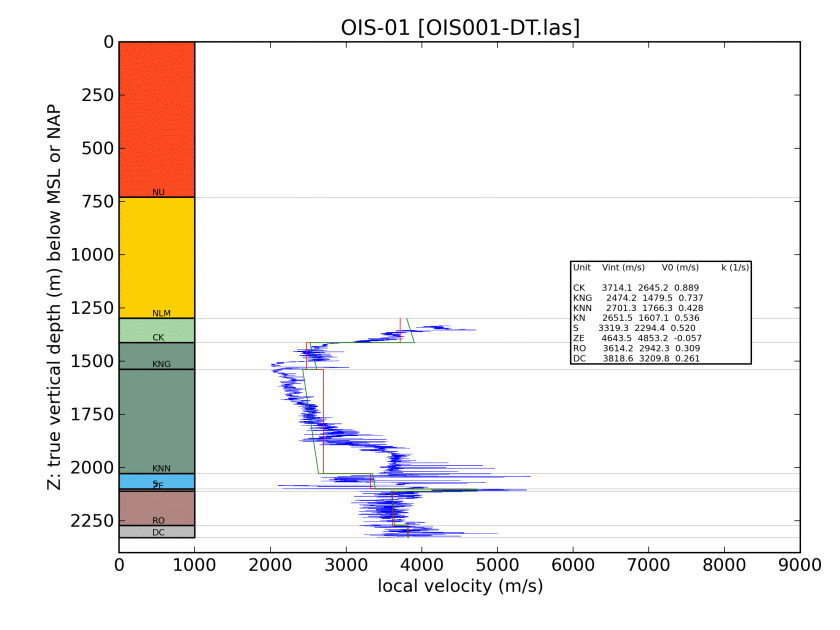 OIS-01 [OIS001-DT.las]
Z: true vertical depth (m) below MSL or NAP
0
250
500
750
1000
1250
1500
1750
2000
2250
NU
NLM
CK
KNG
KNN
S
ZE
RO
DC
Unit Vint (m/s) V0 (m/s) k (1/s)
CK 3714.1 2645.2 0.889
KNG 2474.2 1479.5 0.737
KNN 2701.3 1766.3 0.428
KN 2651.5 1607.1 0.536
S 3319.3 2294.4 0.520
ZE 4643.5 4853.2 -0.057
RO 3614.2 2942.3 0.309
DC 3818.6 3209.8 0.261
0 1000 2000 3000 4000 5000 6000 7000 8000 9000
local velocity (m/s)